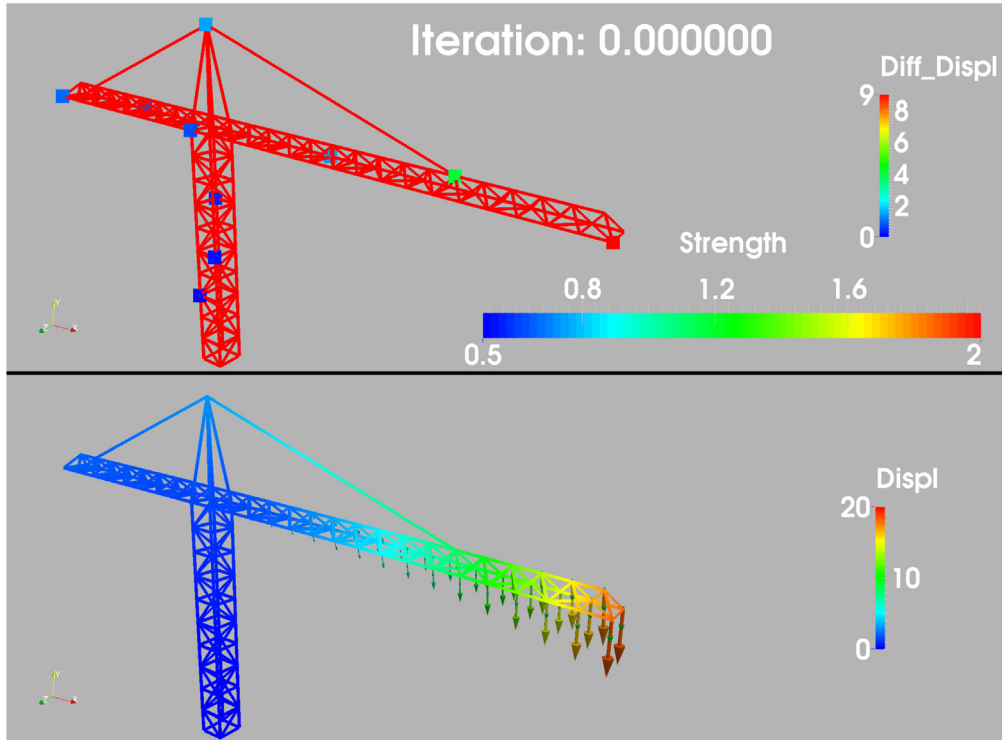 Iteration: 0.000000
Diff_Displ
9
8
6
4
2
0
Strength
0.8 1.2 1.6
0.5 2
Y
Z X
Displ
20
10
0
Y
Z X